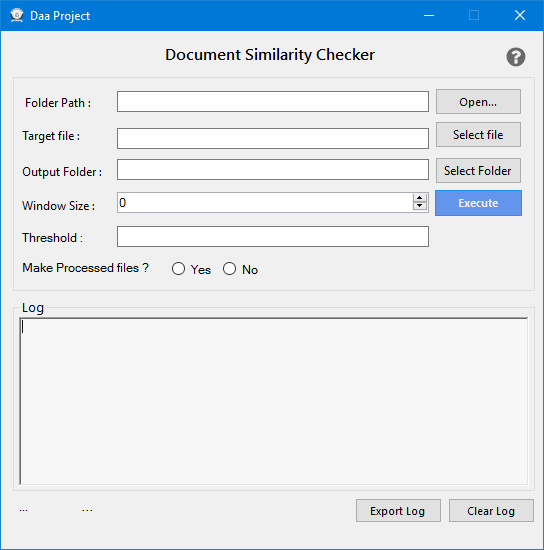 Daa Project
Document Similarity Checker
?
Folder Path :
Open...
Target file :
Select file
Output Folder :
Select Folder
Window Size :
0
Execute
Threshold :
Make Processed files ?
Yes
No
Log
...
...
Export Log
Clear Log